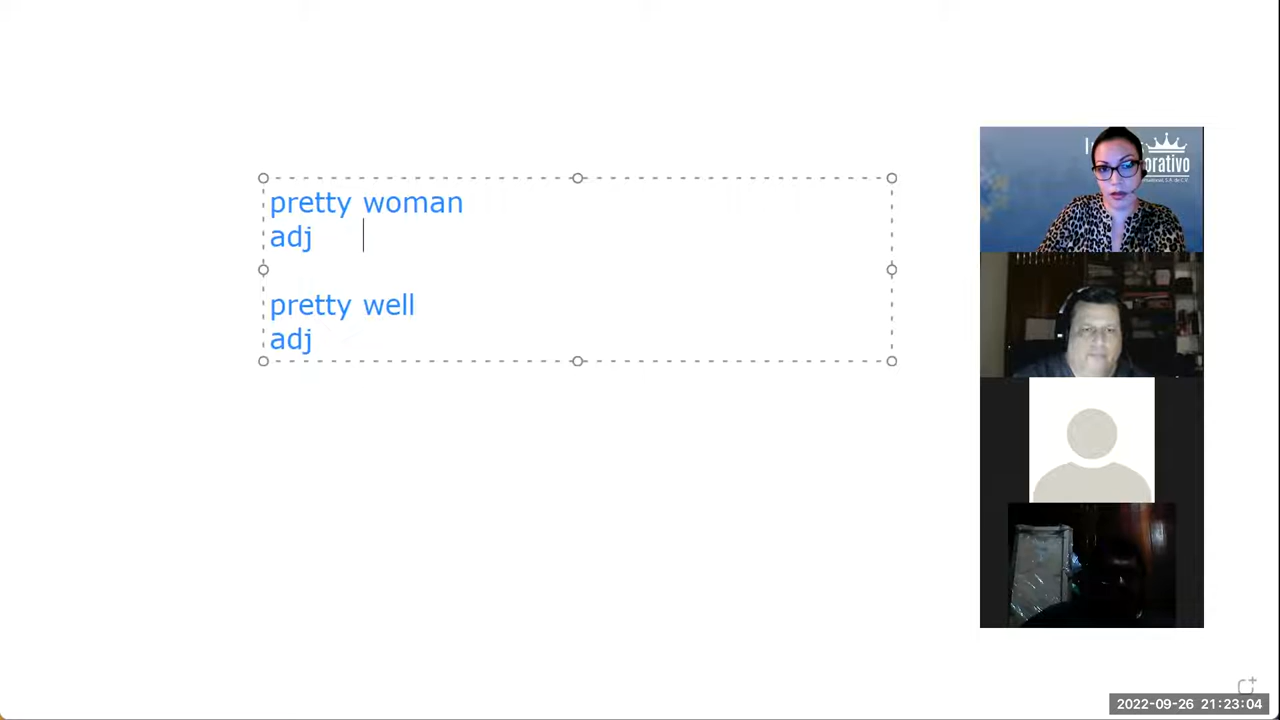 pretty woman
adj
pretty well
adj
2022-09-26 21:23:04